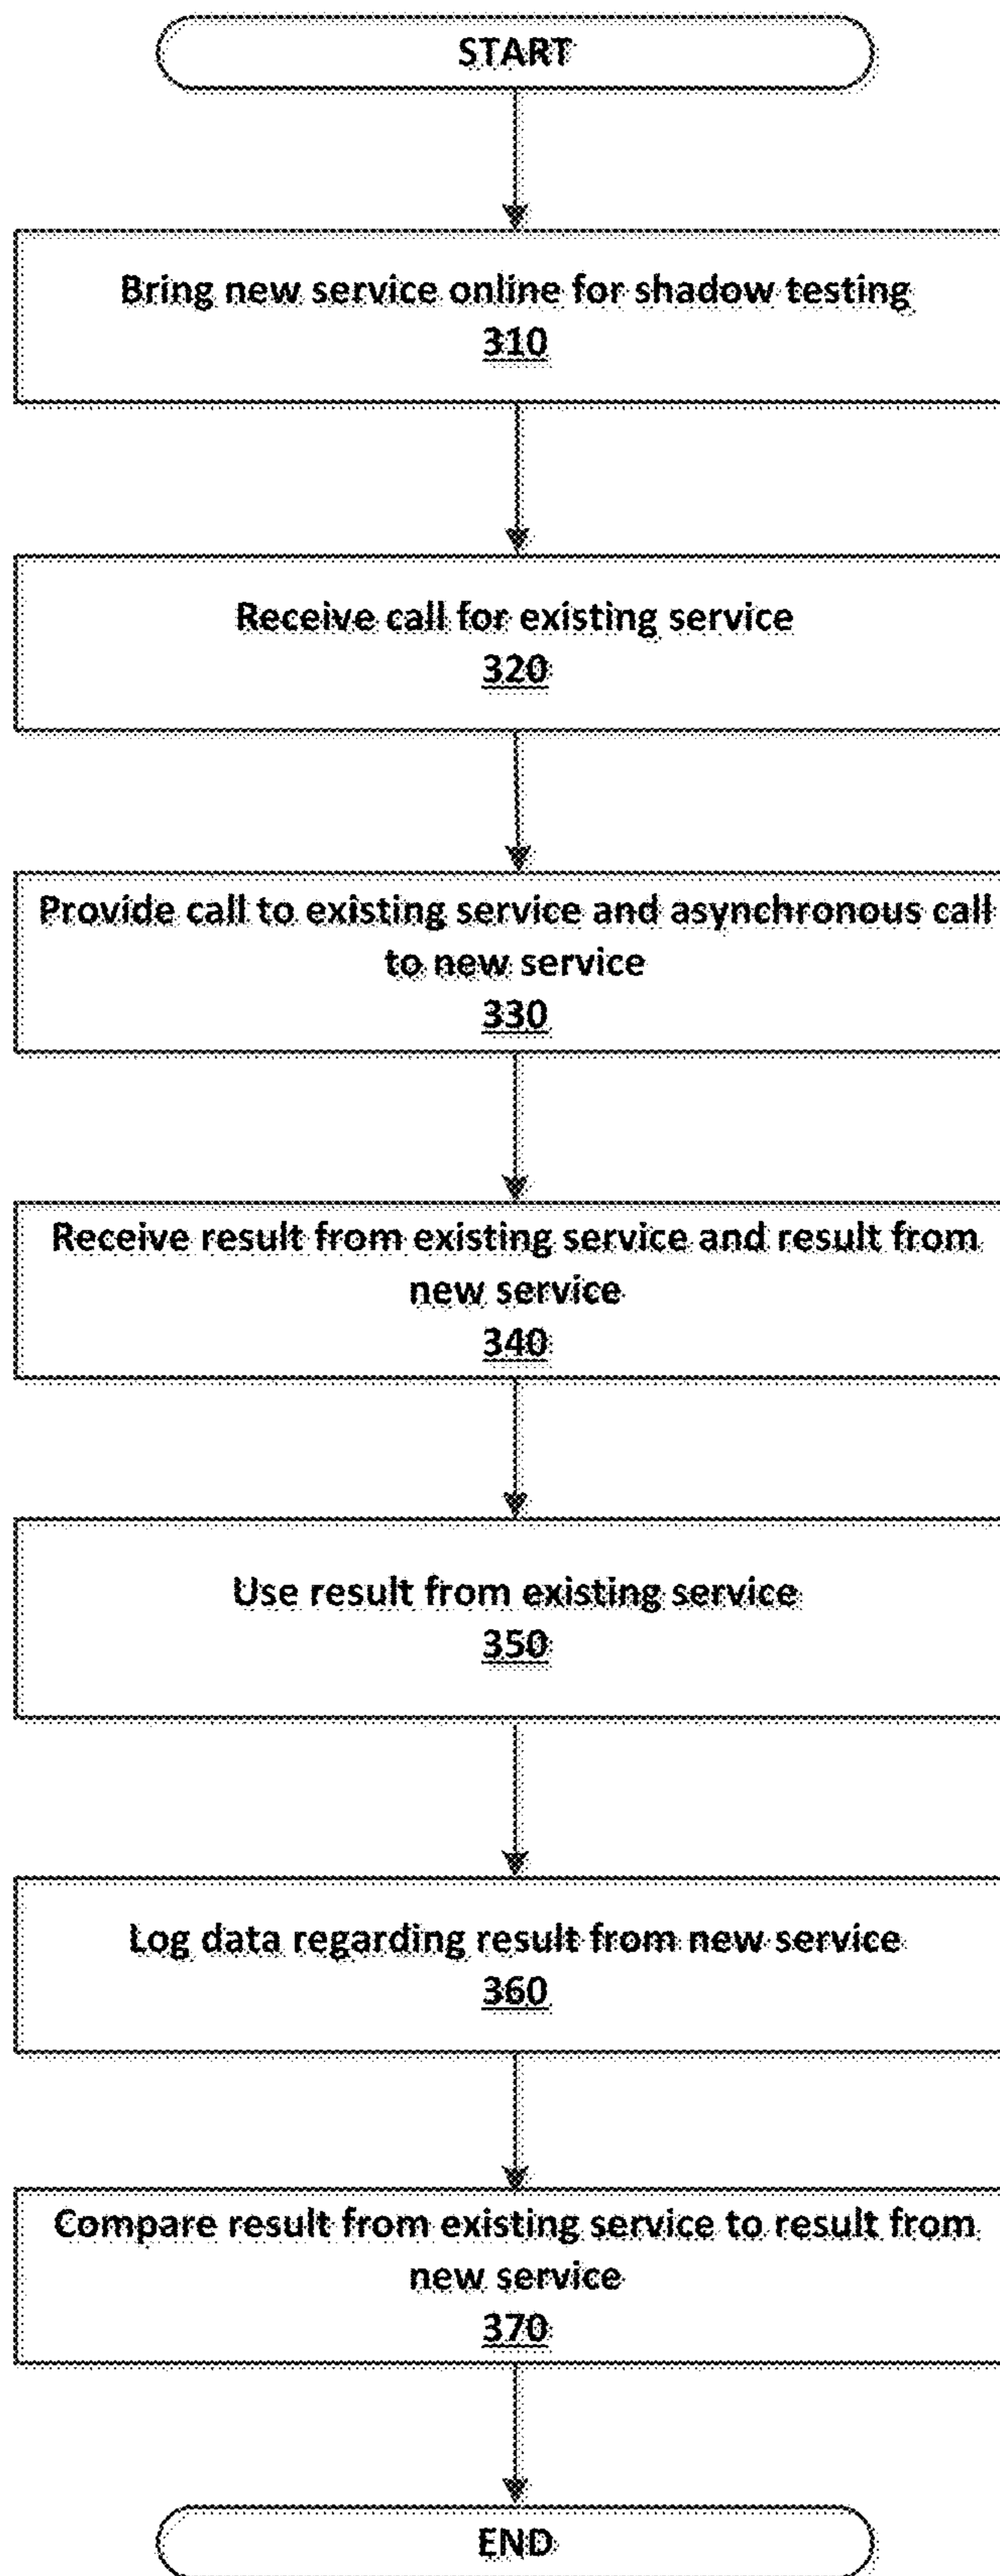 START
Bring new service online for shadow testing
310
Receive call for existing service
320
Provide call to existing service and asynchronous call
to new service
330
Receive result from existing service and result from
new service
340
Use result from existing service
350
Log data regarding result from new service
360
Compare result from existing service to result from
new service
370
END